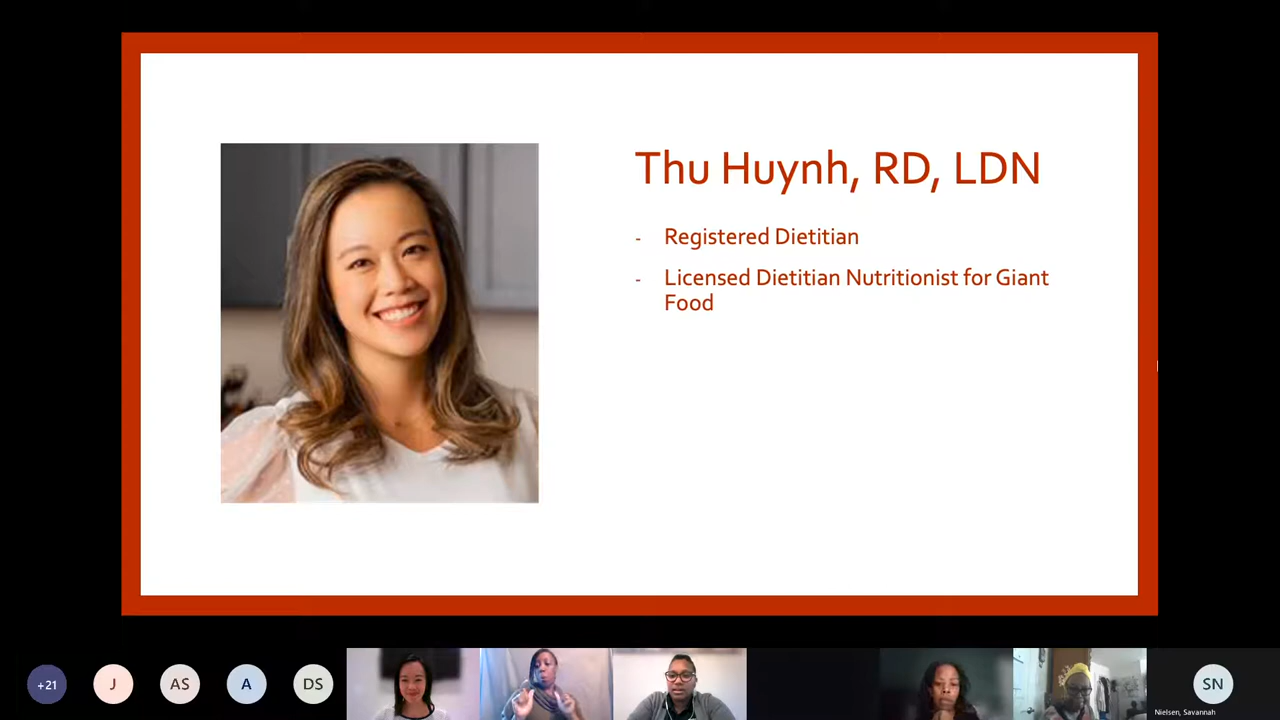 Thu Huynh, RD, LDN
- Registered Dietitian
- Licensed Dietitian Nutritionist for Giant
Food
+21
J
AS
A
DS
SN
Nielsen, Savannah